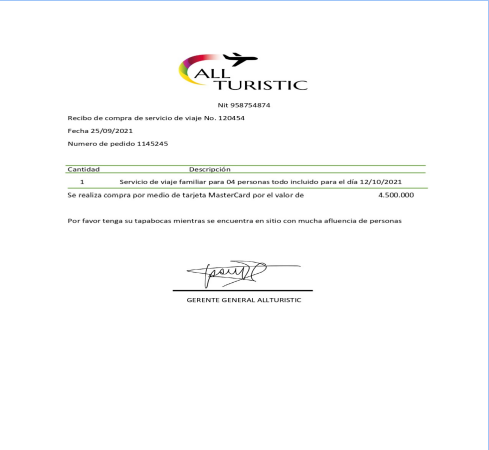 ALL
TURISTIC
Nit 958754874
Recibo de compra de servicio de viaje No. 120454
Fecha 25/09/2021
Numero de pedido 1145245
Cantidad Descripción
1 Servicio de viaje familiar para 04 personas todo incluido para el día 12/10/2021
Se realiza compra por medio de tarjeta MasterCard por el valor de 4.500.000
Por favor tenga su tapabocas mientras se encuentra en sitio con mucha afluencia de personas
GERENTE GENERAL ALLTURISTIC